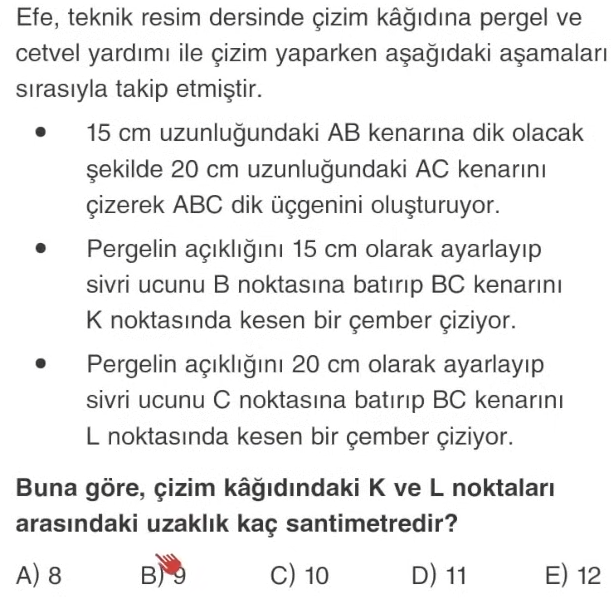 Efe, teknik resim dersinde çizim kâğıdına pergel ve
cetvel yardımı ile çizim yaparken aşağıdaki aşamaları
sırasıyla takip etmiştir.
• 15 cm uzunluğundaki AB kenarına dik olacak
şekilde 20 cm uzunluğundaki AC kenarını
çizerek ABC dik üçgenini oluşturuyor.
• Pergelin açıklığını 15 cm olarak ayarlayıp
sivri ucunu B noktasına batırıp BC kenarını
K noktasında kesen bir çember çiziyor.
• Pergelin açıklığını 20 cm olarak ayarlayıp
sivri ucunu C noktasına batırıp BC kenarını
L noktasında kesen bir çember çiziyor.
Buna göre, çizim kâğıdındaki K ve L noktaları
arasındaki uzaklık kaç santimetredir?
A) 8 B) 9 C) 10 D) 11 E) 12